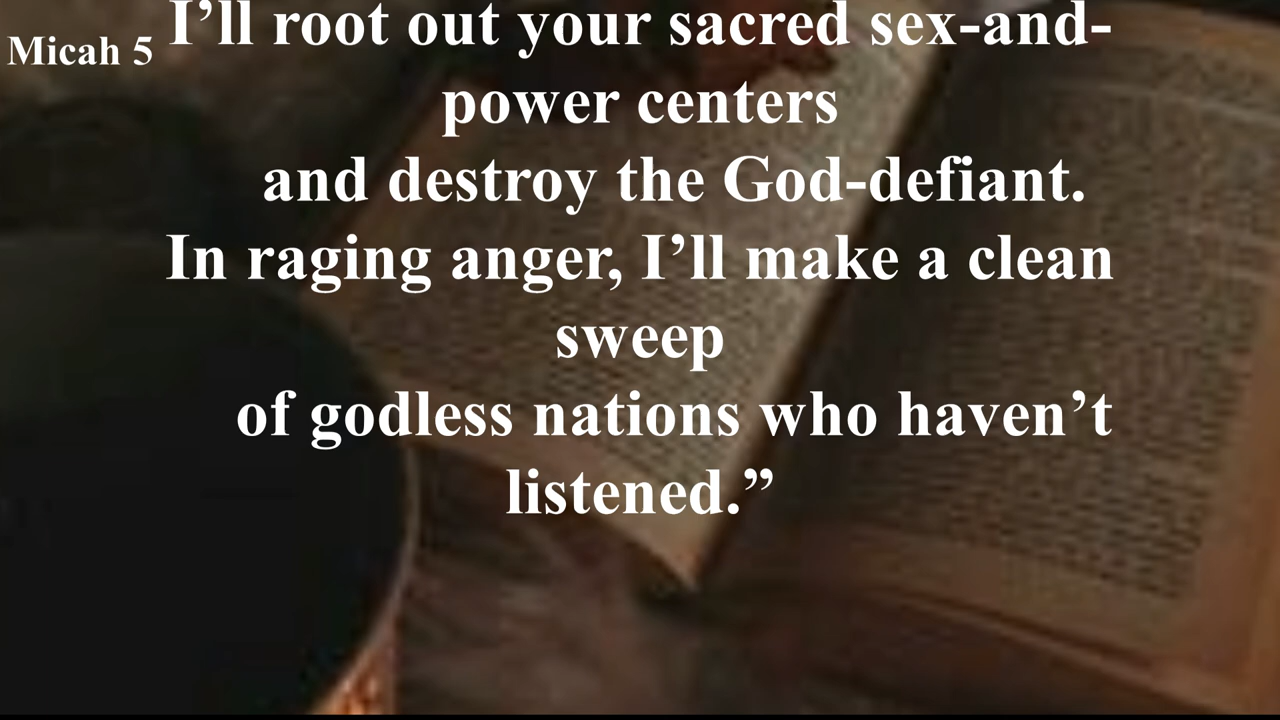 Micah 5
I’ll root out your sacred sex-and-
power centers
and destroy the God-defiant.
In raging anger, I’ll make a clean
sweep
of godless nations who haven’t
listened.”